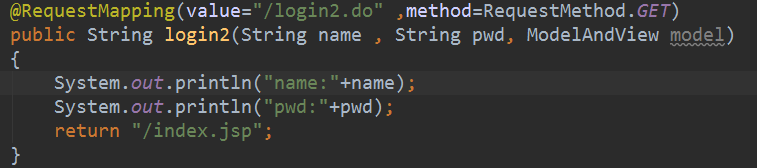 @RequestMapping(value="/login2.do" ,method=RequestMethod.GET)
public String login2(String name , String pwd, ModelAndView model)
{
    System.out.println("name:"+name);
    System.out.println("pwd:"+pwd);
    return "/index.jsp";
}